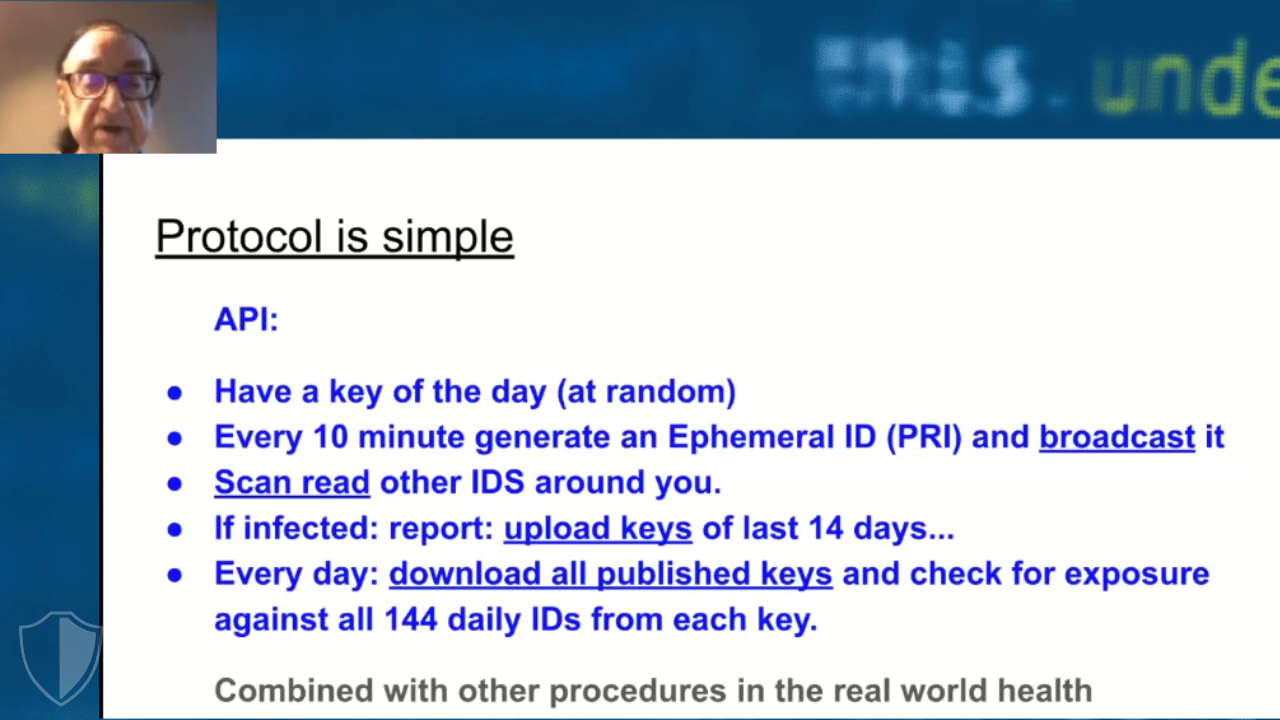 unde
Protocol is simple
API:
● Have a key of the day (at random)
● Every 10 minute generate an Ephemeral ID (PRI) and broadcast it
● Scan read other IDS around you.
● If infected: report: upload keys of last 14 days...
● Every day: download all published keys and check for exposure
against all 144 daily IDs from each key.
Combined with other procedures in the real world health